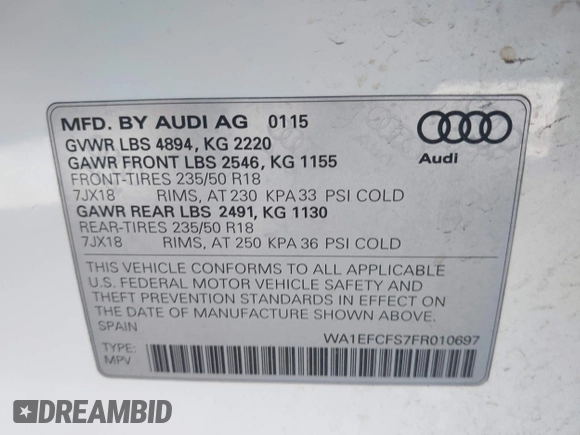 MFD. BY AUDI AG 0115
GVWR LBS 4894, KG 2220
GAWR FRONT LBS 2546, KG 1155
FRONT-TIRES 235/50 R18
7JX18 RIMS, AT 230 KPA 33 PSI COLD
GAWR REAR LBS 2491, KG 1130
REAR-TIRES 235/50 R18
7JX18 RIMS, AT 250 KPA 36 PSI COLD
Audi
THIS VEHICLE CONFORMS TO ALL APPLICABLE
U.S. FEDERAL MOTOR VEHICLE SAFETY AND
THEFT PREVENTION STANDARDS IN EFFECT ON
THE DATE OF MANUFACTURE SHOWN ABOVE.
SPAIN
WA1EFCFS7FR010697
TYPE:
MPV
DREAMBID